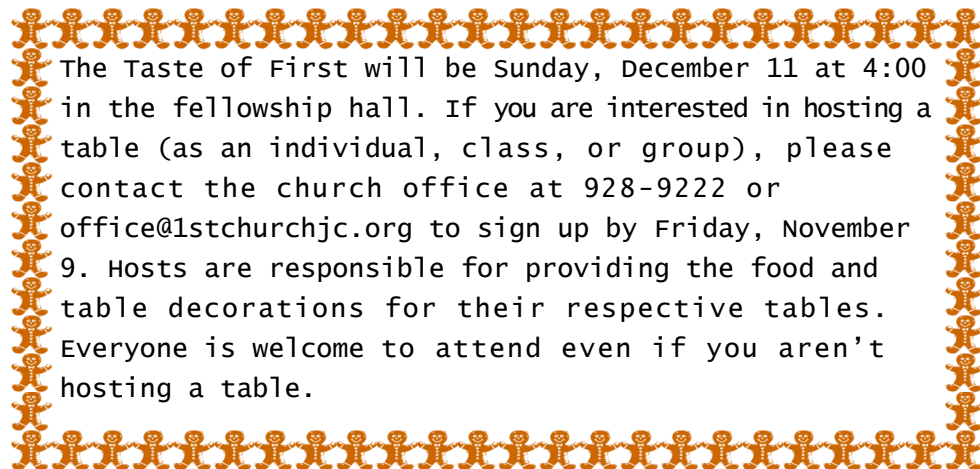 The Taste of First will be Sunday, December 11 at 4:00
in the fellowship hall. If you are interested in hosting a
table (as an individual, class, or group), please
contact the church office at 928-9222 or
office@1stchurchjc.org to sign up by Friday, November
9. Hosts are responsible for providing the food and
table decorations for their respective tables.
Everyone is welcome to attend even if you aren’t
hosting a table.